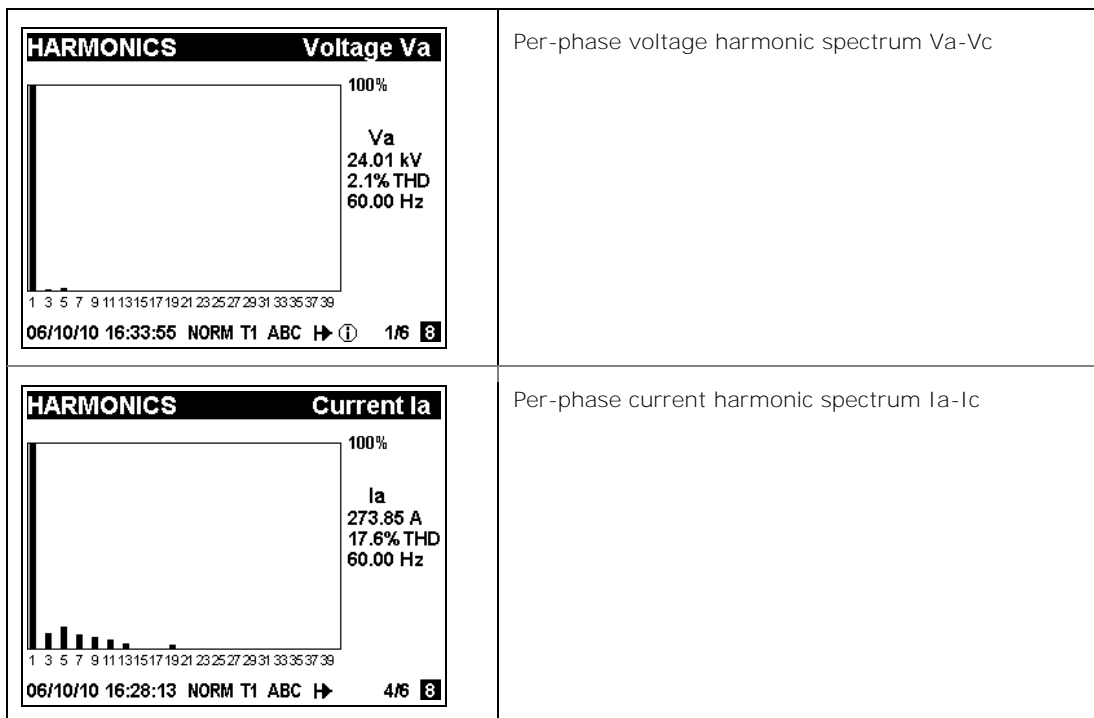 HARMONICS Voltage Va
100%
Va
24.01 kV
2.1% THD
60.00 Hz
1 3 5 7 9 11 13 15 17 19 21 23 25 27 29 31 33 35 37 39
06/10/10 16:33:55 NORM T1 ABC 1/6 8
Per-phase voltage harmonic spectrum Va-Vc
HARMONICS Current Ia
100%
Ia
273.85 A
17.6% THD
60.00 Hz
1 3 5 7 9 11 13 15 17 19 21 23 25 27 29 31 33 35 37 39
06/10/10 16:28:13 NORM T1 ABC 4/6 8
Per-phase current harmonic spectrum Ia-Ic